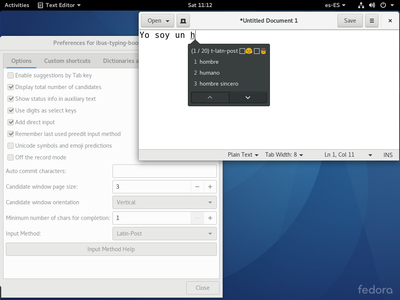 Activities
Text Editor
Sat 11:12
es-ES
Preferences for ibus-typing-boo
Options
Custom shortcuts
Dictionaries
Enable suggestions by Tab key
Display total number of candidates
Show status info in auxiliary text
Use digits as select keys
Add direct input
Remember last used preedit input method
Unicode symbols and emoji predictions
Off the record mode
Auto commit characters:
Candidate window page size:
3
Candidate window orientation
Vertical
Minimum number of chars for completion:
1
Input Method:
Latin-Post
Input Method Help
Close
Open
*Untitled Document 1
Save
Yo soy un h
(1 / 20) t-latn-post
1 hombre
2 humano
3 hombre sincero
Plain Text
Tab Width: 8
Ln 1, Col 11
INS
fedora